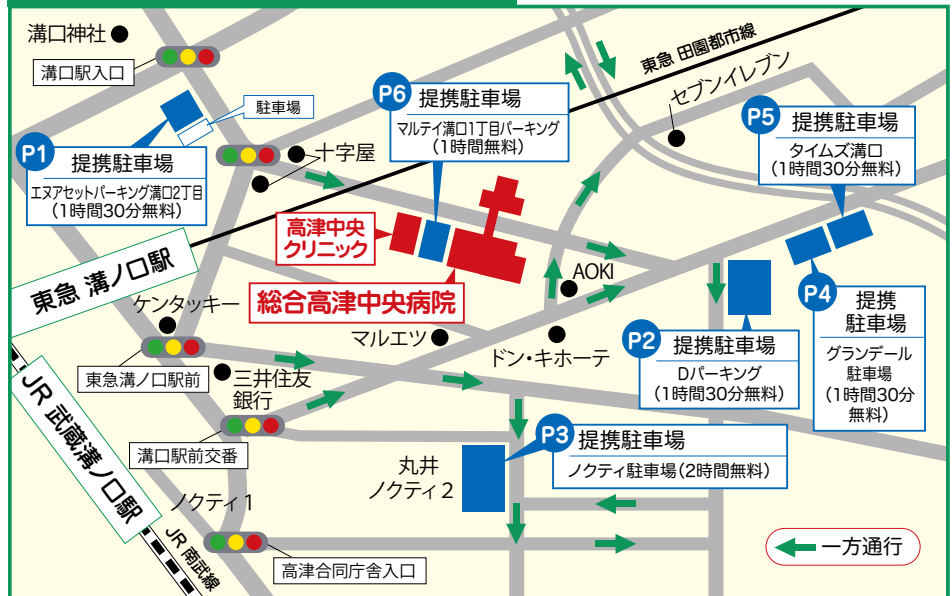 溝口神社
溝口駅入口
駐車場
P1
提携駐車場
エヌアセットパーキング溝口2丁目
(1時間30分無料)
十字屋
P6
提携駐車場
マルテイ溝口1丁目パーキング
(1時間無料)
東急 田園都市線
セブンイレブン
P5
提携駐車場
タイムズ溝口
(1時間30分無料)
高津中央
クリニック
総合高津中央病院
東急 溝ノ口駅
ケンタッキー
東急溝ノ口駅前
マルエツ
AOKI
ドン・キホーテ
P2
提携駐車場
Dパーキング
(1時間30分無料)
P4
提携
駐車場
グランデール
駐車場
(1時間30分
無料)
三井住友
銀行
JR 武蔵溝ノ口駅
溝口駅前交番
P3
提携駐車場
ノクティ駐車場(2時間無料)
丸井
ノクティ2
ノクティ1
JR 南武線
高津合同庁舎入口
一方通行